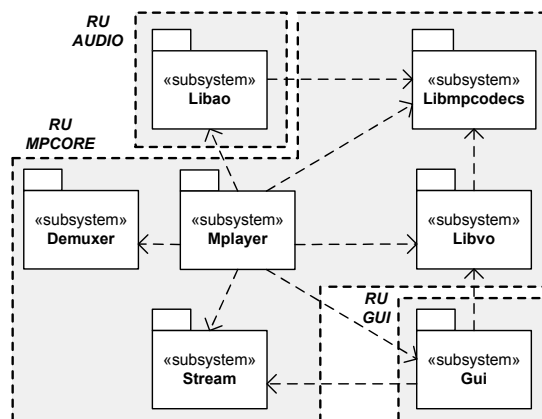 RU
AUDIO
«subsystem»
Libao
«subsystem»
Libmpcodecs
RU
MPCORE
«subsystem»
Demuxer
«subsystem»
Mplayer
«subsystem»
Libvo
RU
GUI
«subsystem»
Stream
«subsystem»
Gui